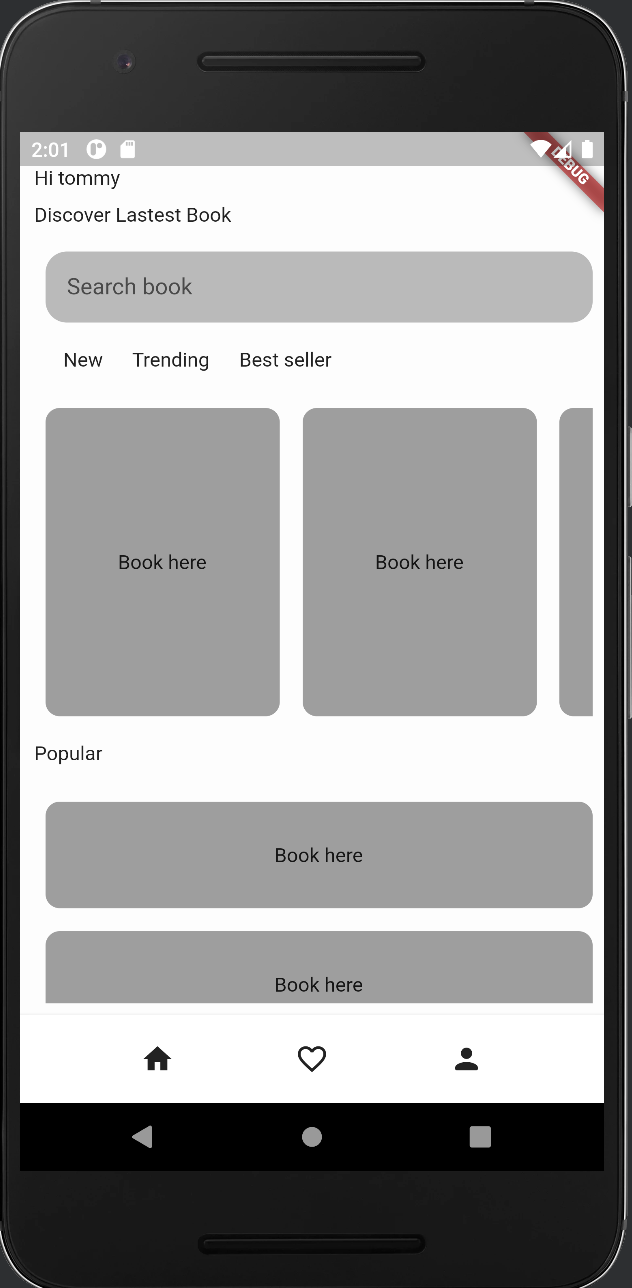 2:01
DEBUG
Hi tommy
Discover Lastest Book
Search book
New Trending Best seller
Book here Book here
Popular
Book here
Book here